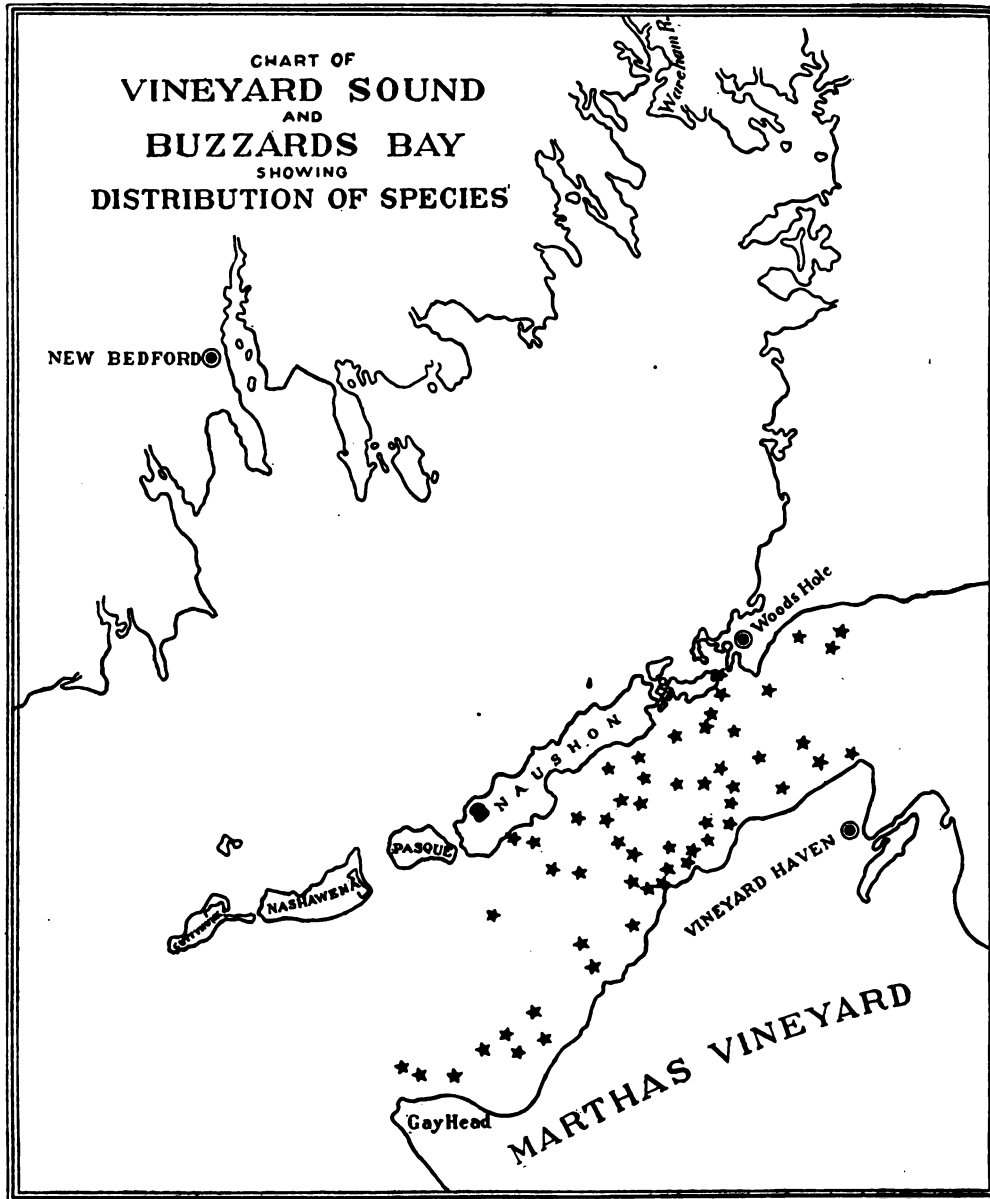 CHART OF
VINEYARD SOUND
AND
BUZZARDS BAY
SHOWING
DISTRIBUTION OF SPECIES
Wareham R.
NEW BEDFORD
Woods Hole
NAUSHON
PASQUE
NASHAWENA
VINEYARD HAVEN
MARTHAS VINEYARD
Gay Head